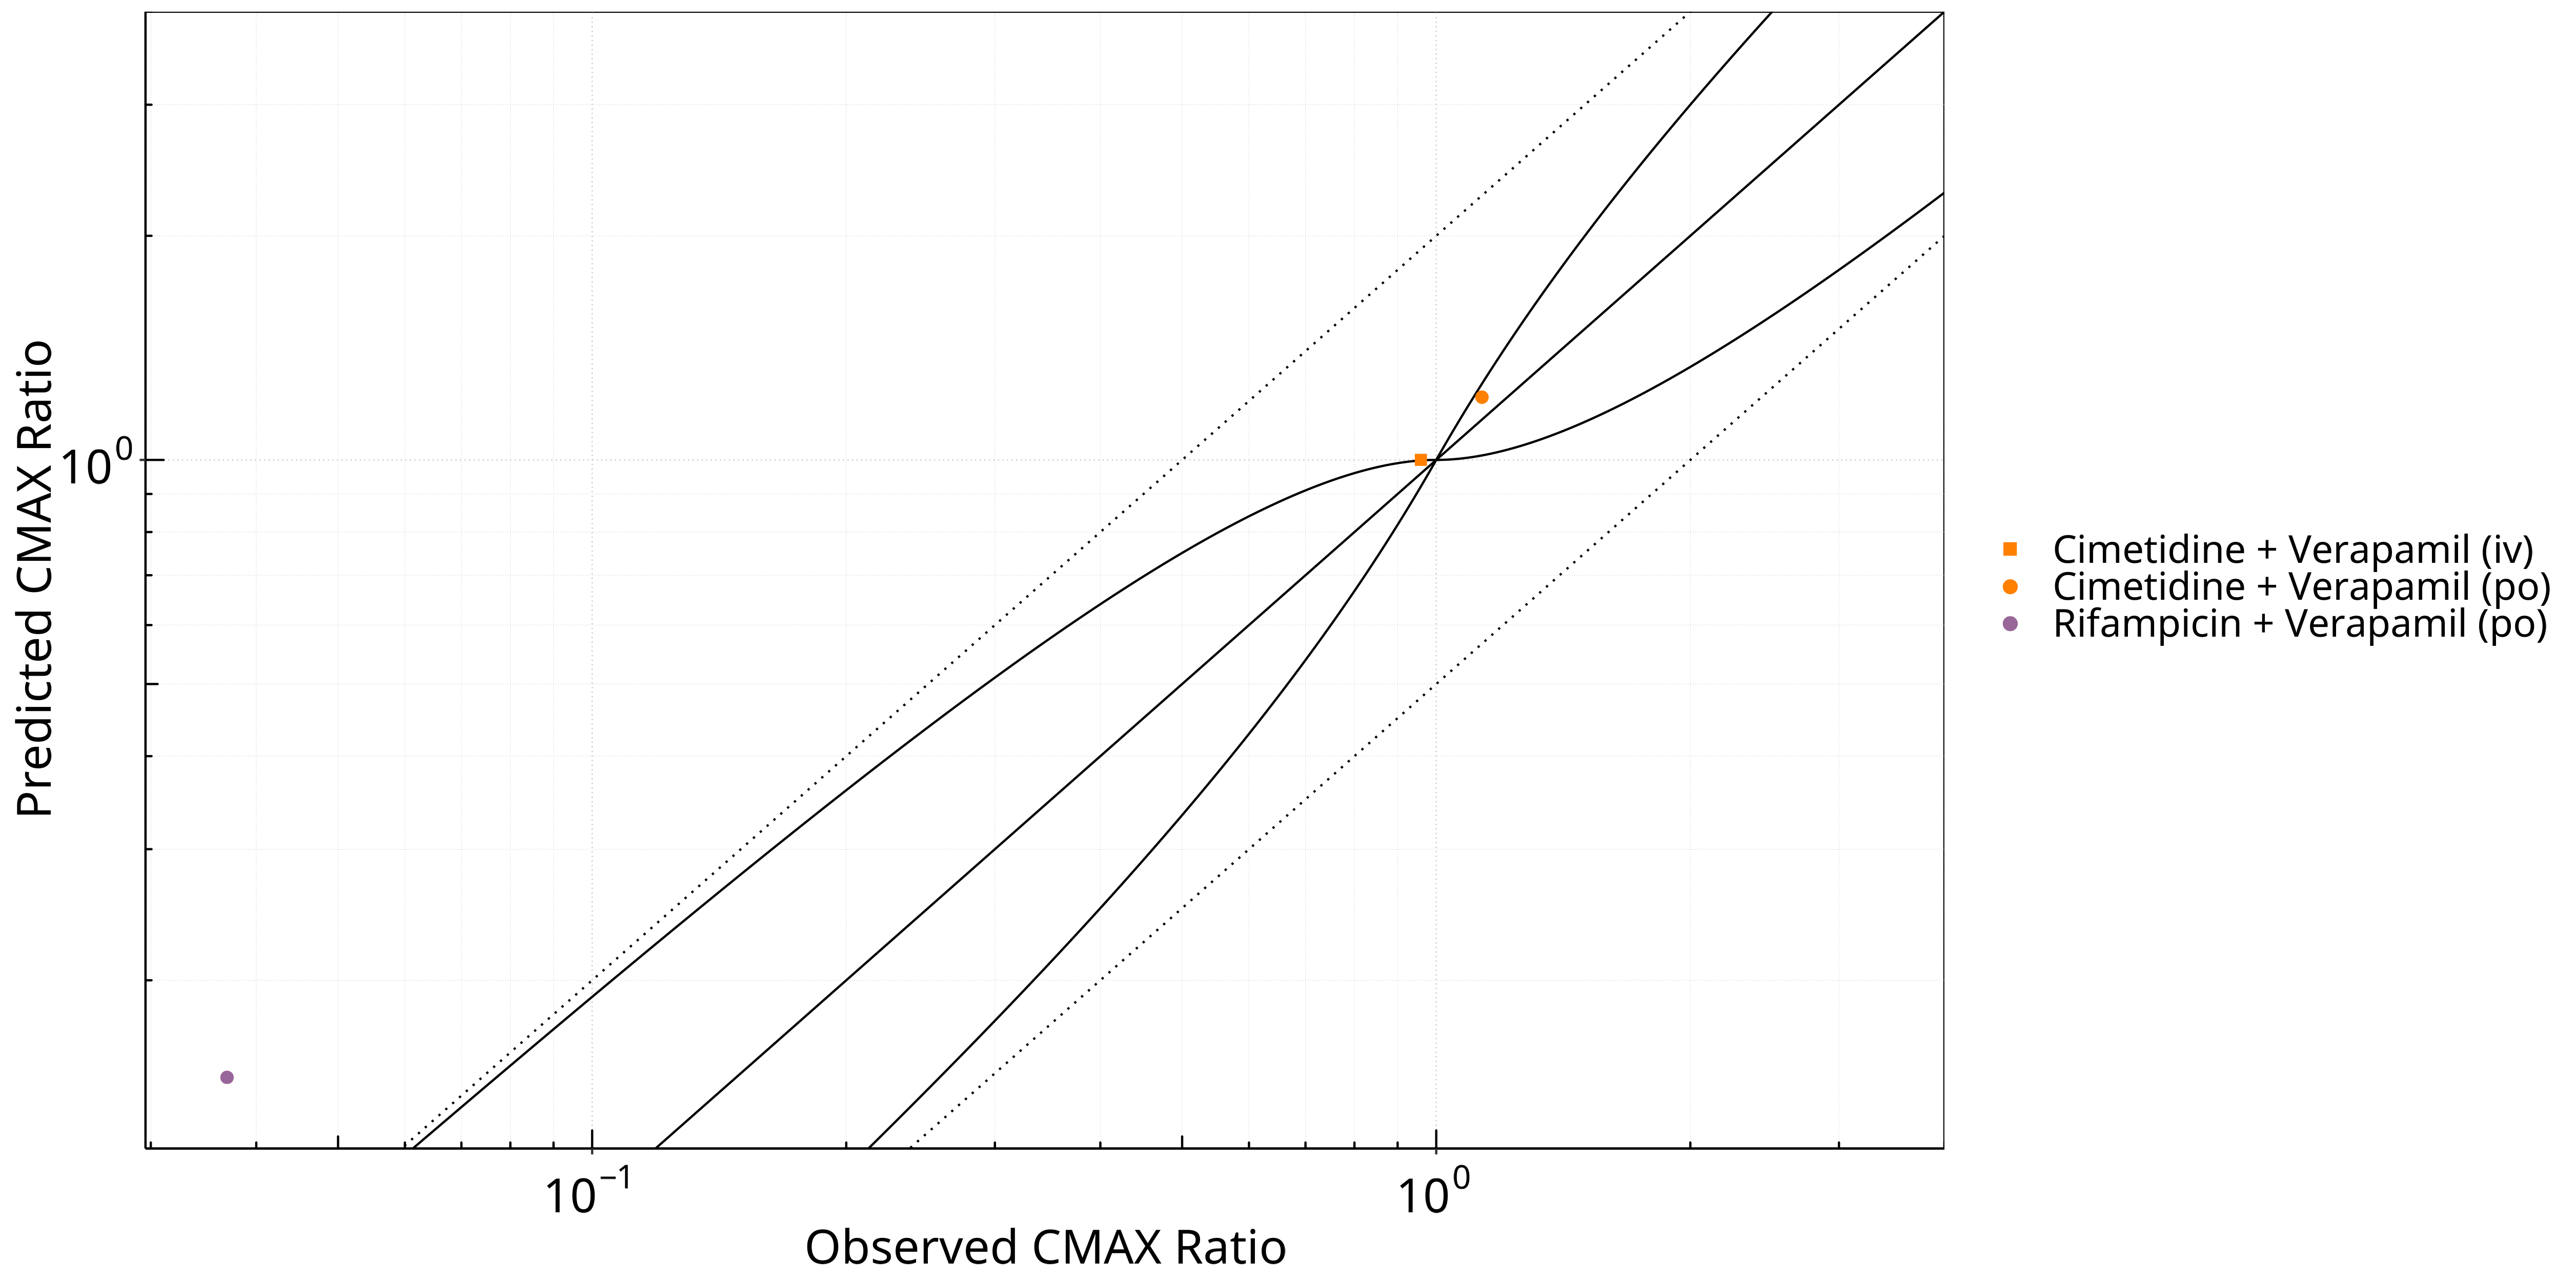 Predicted CMAX Ratio
10⁰
10⁻¹
10⁰
Observed CMAX Ratio
Cimetidine + Verapamil (iv)
Cimetidine + Verapamil (po)
Rifampicin + Verapamil (po)